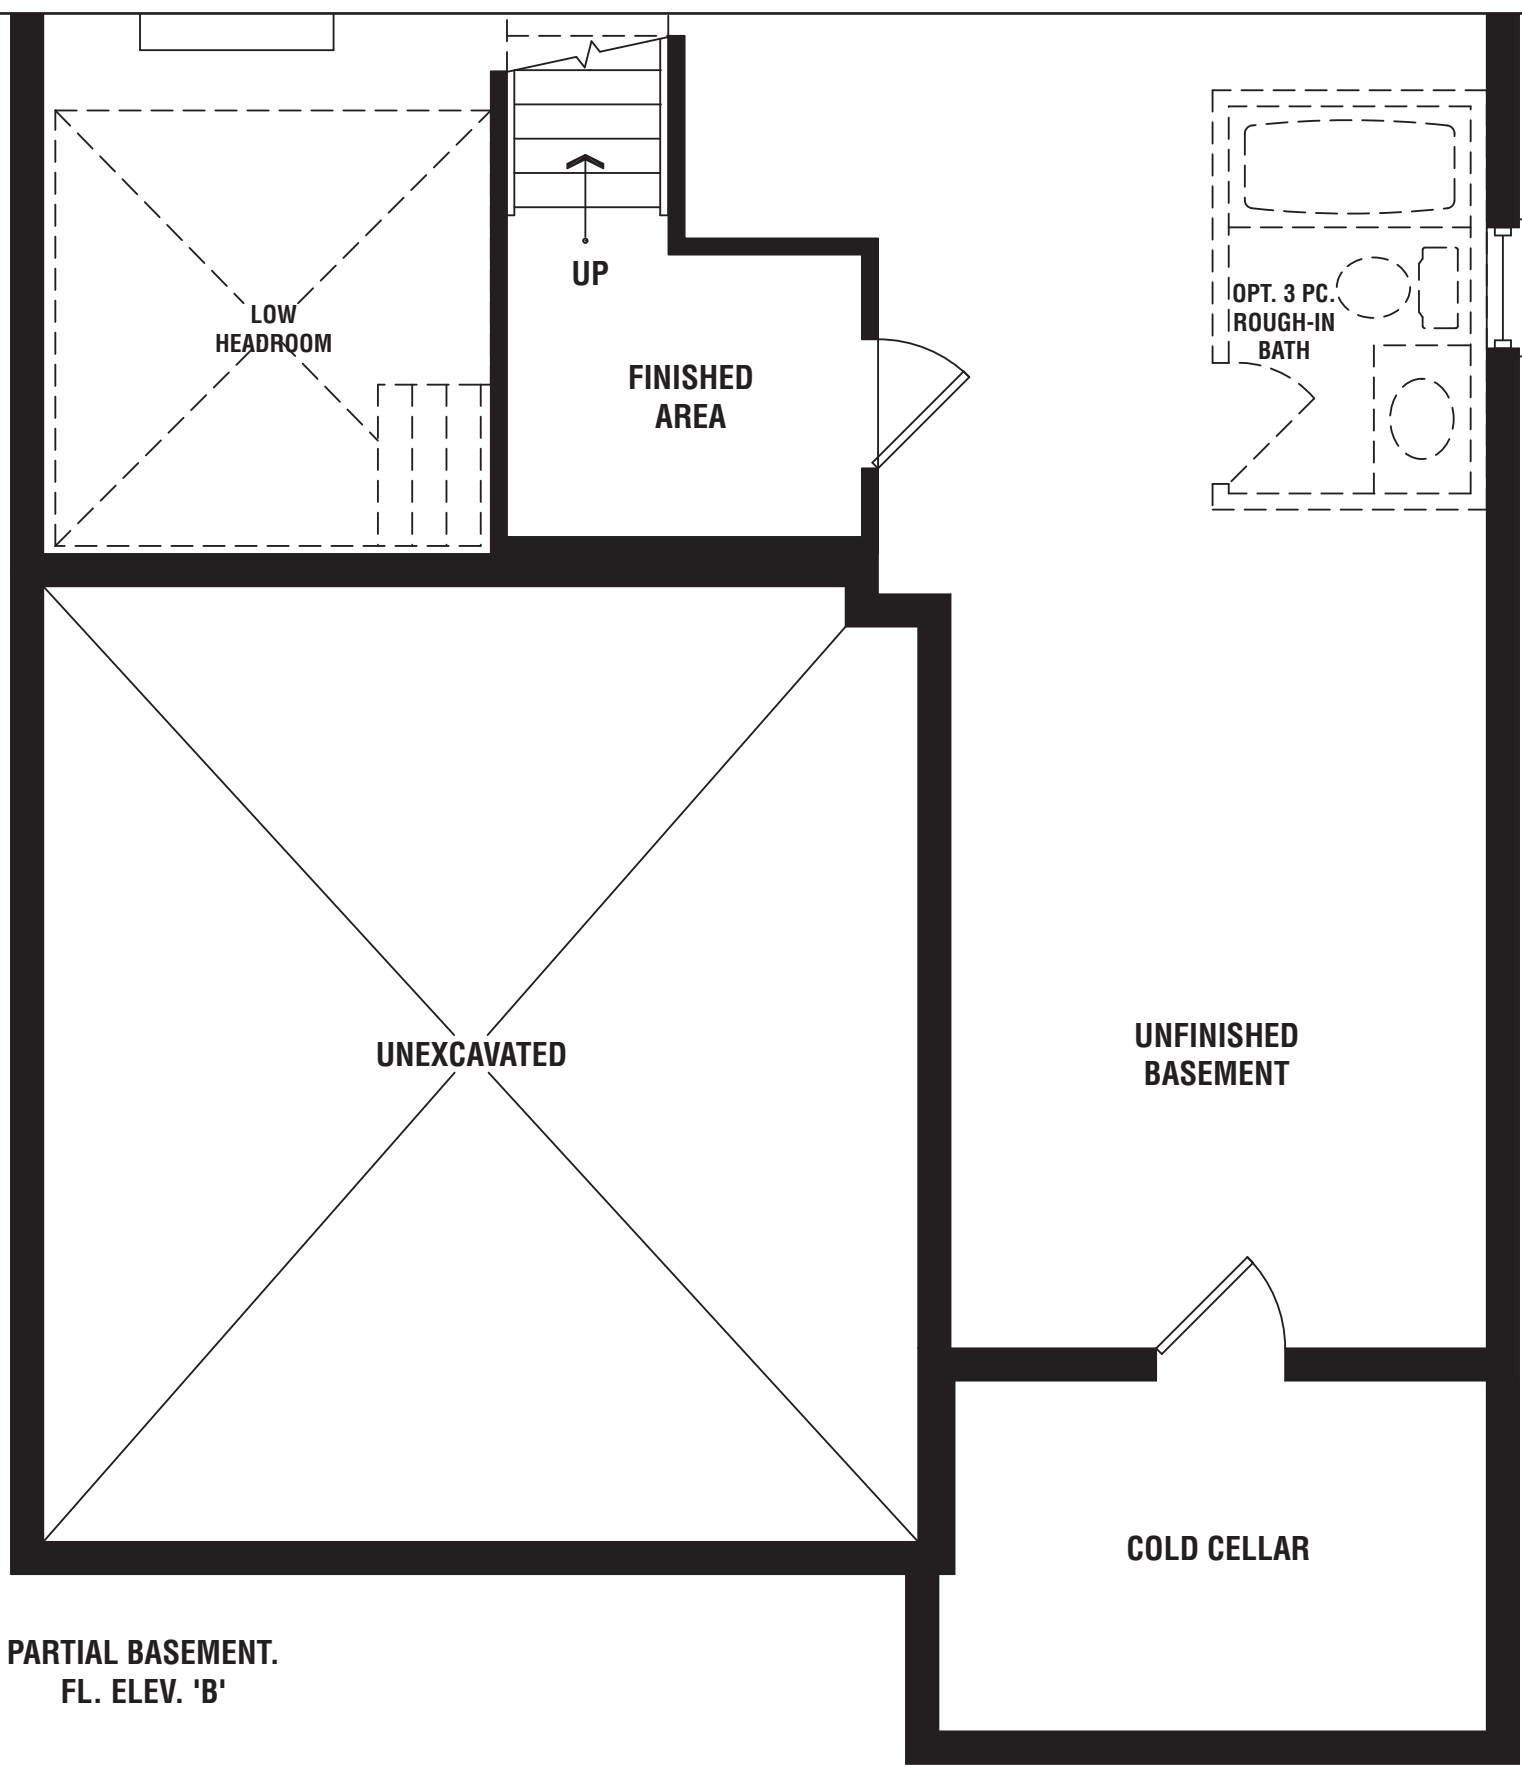 UP
OPT. 3 PC.
ROUGH-IN
BATH
LOW
HEADROOM
FINISHED
AREA
UNEXCAVATED
UNFINISHED
BASEMENT
COLD CELLAR
PARTIAL BASEMENT.
FL. ELEV. 'B'